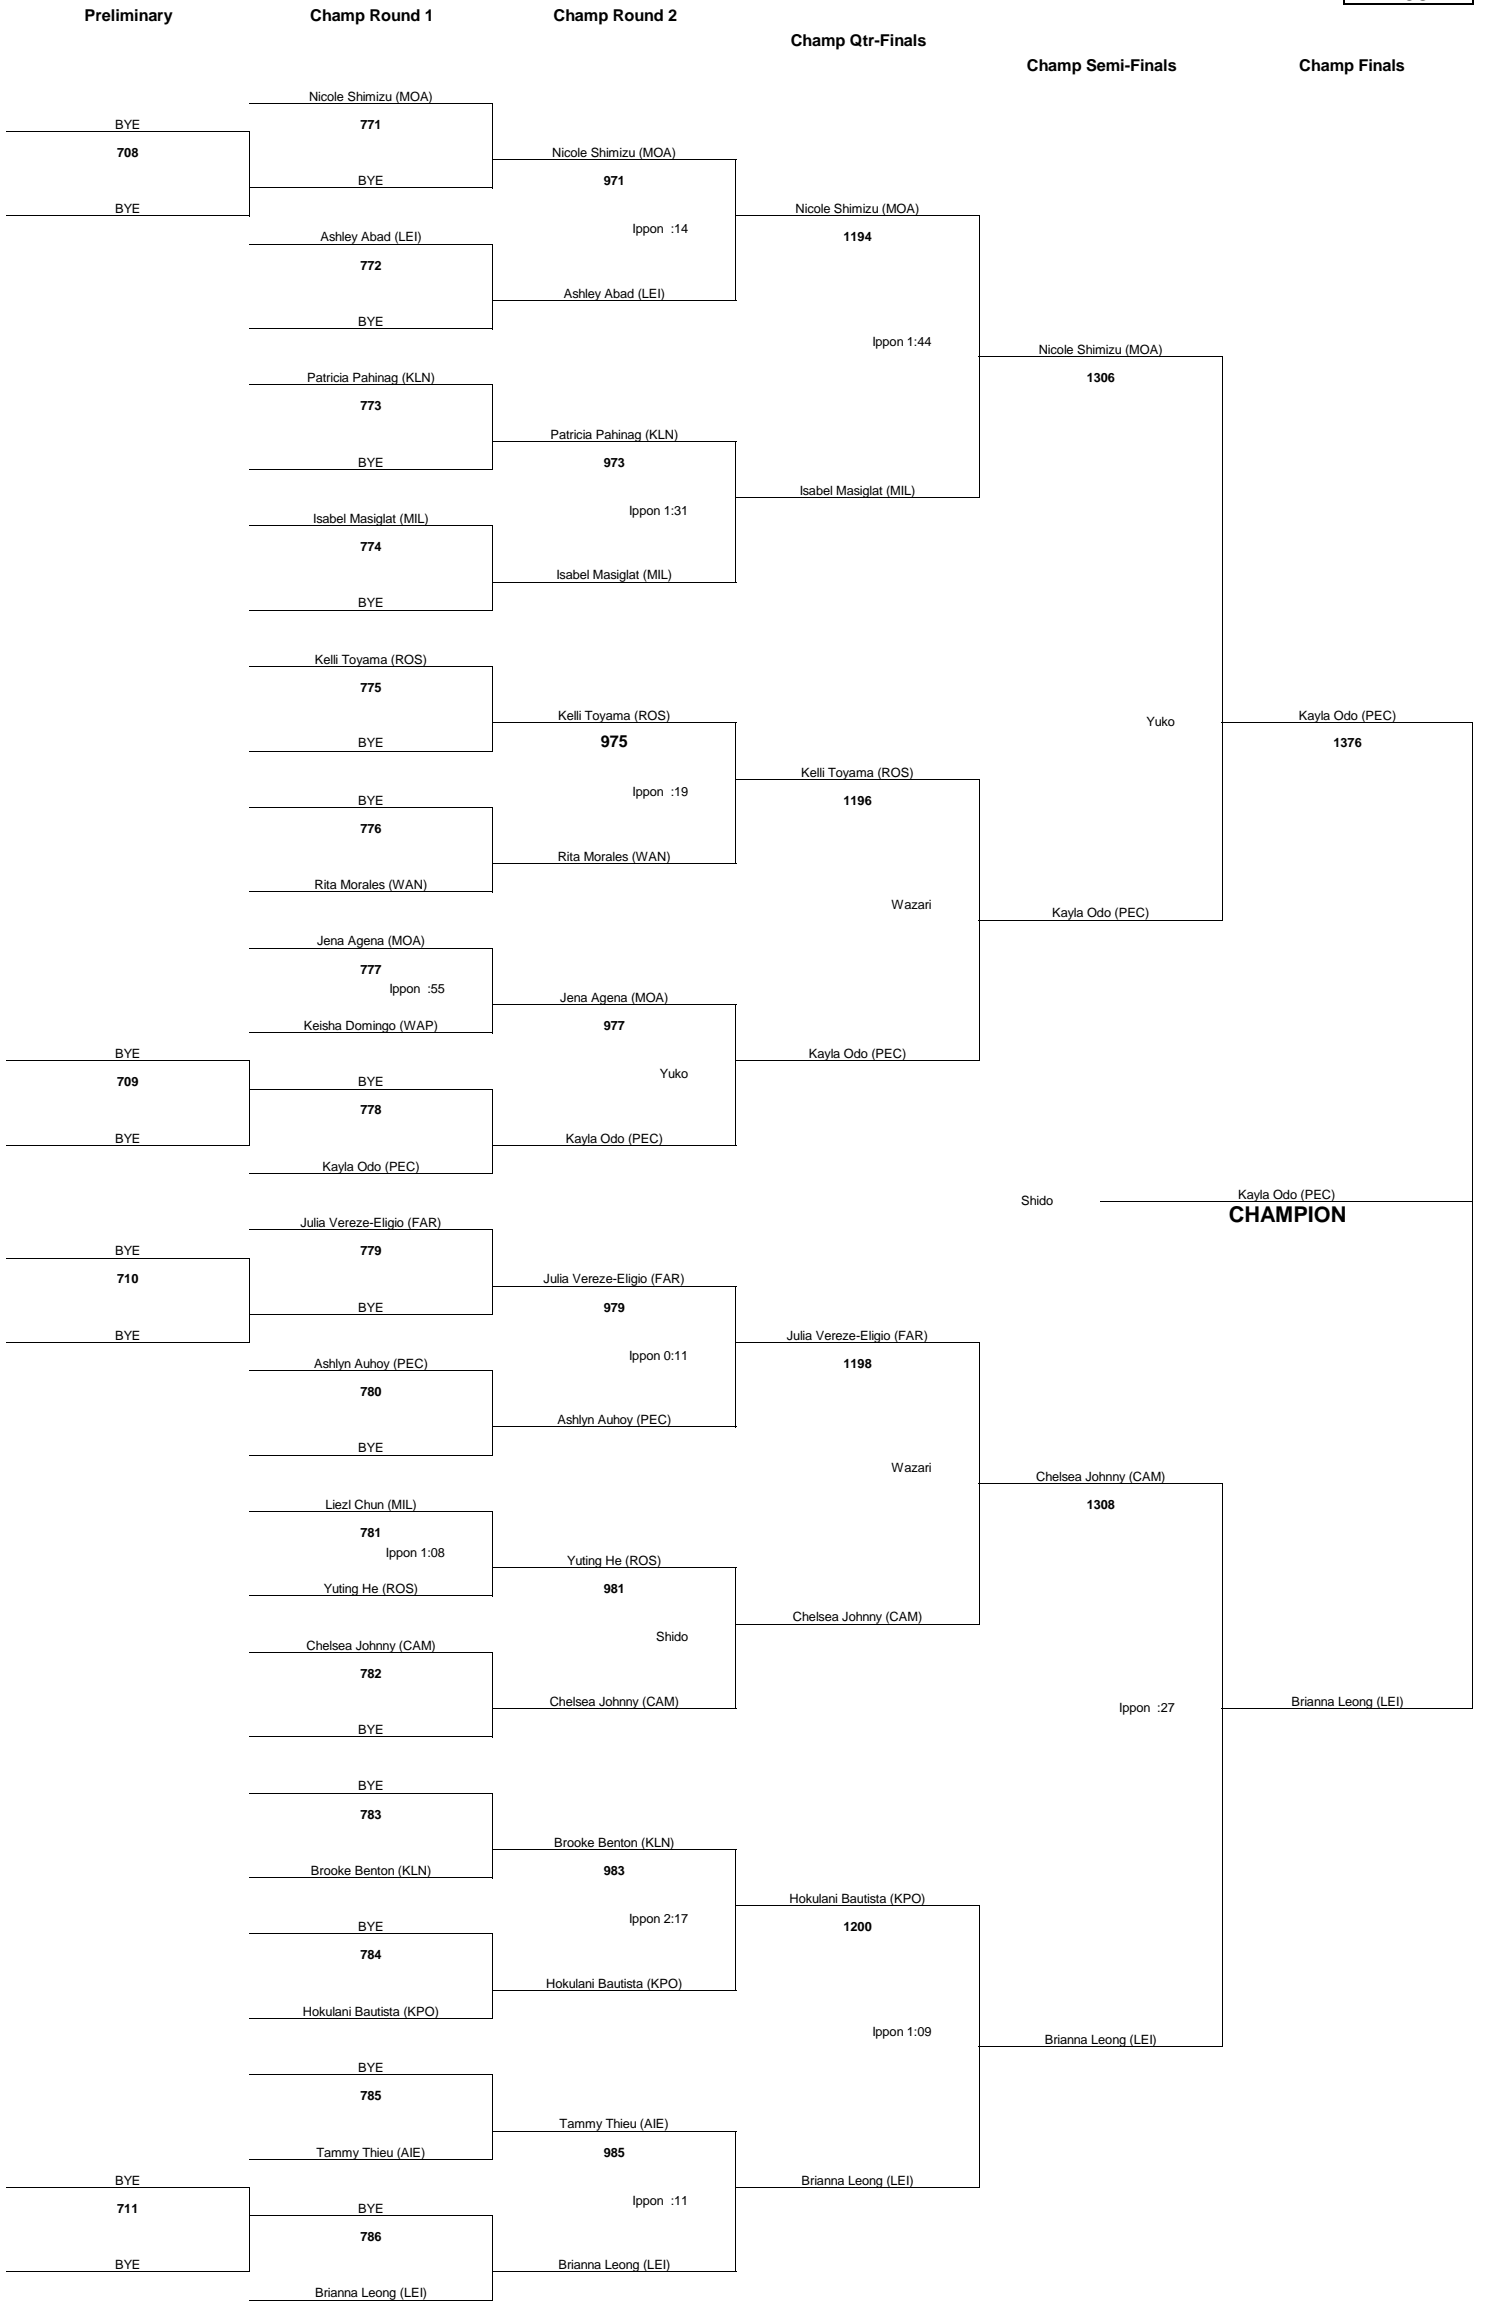 Preliminary
Champ Round 1
Champ Round 2
Champ Qtr-Finals
Champ Semi-Finals
Champ Finals
Nicole Shimizu (MOA)
BYE
771
708
Nicole Shimizu (MOA)
BYE
971
BYE
Nicole Shimizu (MOA)
Ippon :14
Ashley Abad (LEI)
1194
772
Ashley Abad (LEI)
BYE
Ippon 1:44
Nicole Shimizu (MOA)
Patricia Pahinag (KLN)
1306
773
Patricia Pahinag (KLN)
BYE
973
Isabel Masiglat (MIL)
Ippon 1:31
Isabel Masiglat (MIL)
774
Isabel Masiglat (MIL)
BYE
Kelli Toyama (ROS)
775
Kelli Toyama (ROS)
Yuko
Kayla Odo (PEC)
BYE
975
1376
Kelli Toyama (ROS)
Ippon :19
BYE
1196
776
Rita Morales (WAN)
Rita Morales (WAN)
Wazari
Kayla Odo (PEC)
Jena Agena (MOA)
777
Ippon :55
Jena Agena (MOA)
Keisha Domingo (WAP)
977
BYE
Kayla Odo (PEC)
Yuko
709
BYE
778
BYE
Kayla Odo (PEC)
Kayla Odo (PEC)
Shido
Kayla Odo (PEC)
CHAMPION
Julia Vereze-Eligio (FAR)
BYE
779
710
Julia Vereze-Eligio (FAR)
BYE
979
BYE
Julia Vereze-Eligio (FAR)
Ippon 0:11
Ashlyn Auhoy (PEC)
1198
780
Ashlyn Auhoy (PEC)
BYE
Wazari
Chelsea Johnny (CAM)
Liezl Chun (MIL)
1308
781
Ippon 1:08
Yuting He (ROS)
Yuting He (ROS)
981
Chelsea Johnny (CAM)
Shido
Chelsea Johnny (CAM)
782
Chelsea Johnny (CAM)
Ippon :27
Brianna Leong (LEI)
BYE
BYE
783
Brooke Benton (KLN)
Brooke Benton (KLN)
983
Hokulani Bautista (KPO)
Ippon 2:17
BYE
1200
784
Hokulani Bautista (KPO)
Hokulani Bautista (KPO)
Ippon 1:09
Brianna Leong (LEI)
BYE
785
Tammy Thieu (AIE)
Tammy Thieu (AIE)
985
BYE
Brianna Leong (LEI)
Ippon :11
711
BYE
786
BYE
Brianna Leong (LEI)
Brianna Leong (LEI)